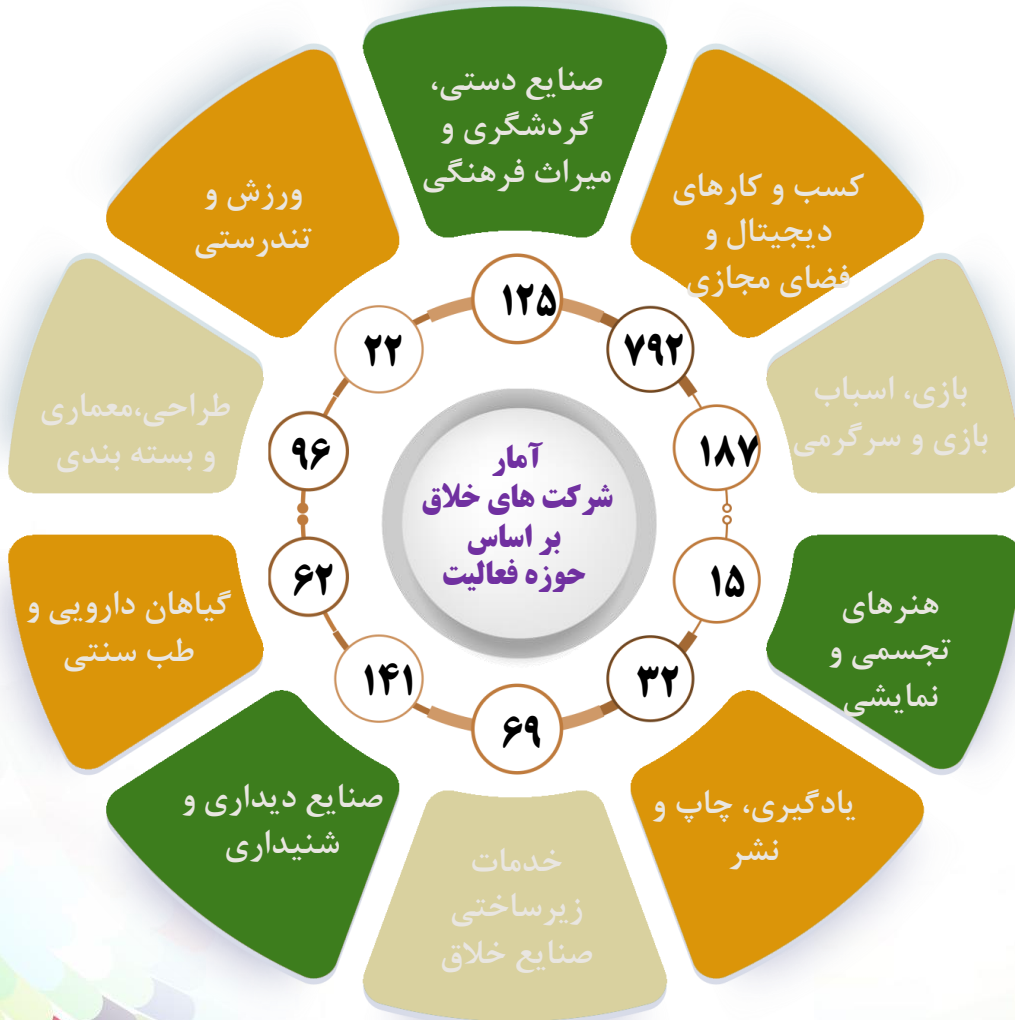 آمار
شرکت های خلاق
بر اساس
حوزه فعالیت
صنایع دستی،
گردشگری و
میراث فرهنگی
۱۲۵
کسب و کارهای
دیجیتال و
فضای مجازی
۷۹۲
بازی، اسباب
بازی و سرگرمی
۱۸۷
هنرهای
تجسمی و
نمایشی
۱۵
یادگیری، چاپ و
نشر
۳۲
خدمات
زیرساختی
صنایع خلاق
۶۹
صنایع دیداری و
شنیداری
۱۴۱
گیاهان دارویی و
طب سنتی
۶۲
طراحی،معماری
و بسته بندی
۹۶
ورزش و
تندرستی
۲۲